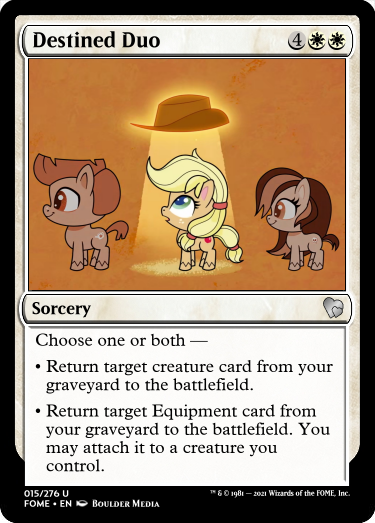 Destined Duo 4
Sorcery
Choose one or both —
• Return target creature card from your
graveyard to the battlefield.
• Return target Equipment card from
your graveyard to the battlefield. You
may attach it to a creature you
control.
015/276 U
FOME • EN Boulder Media
™ & © 1981 — 2021 Wizards of the FOME, Inc.